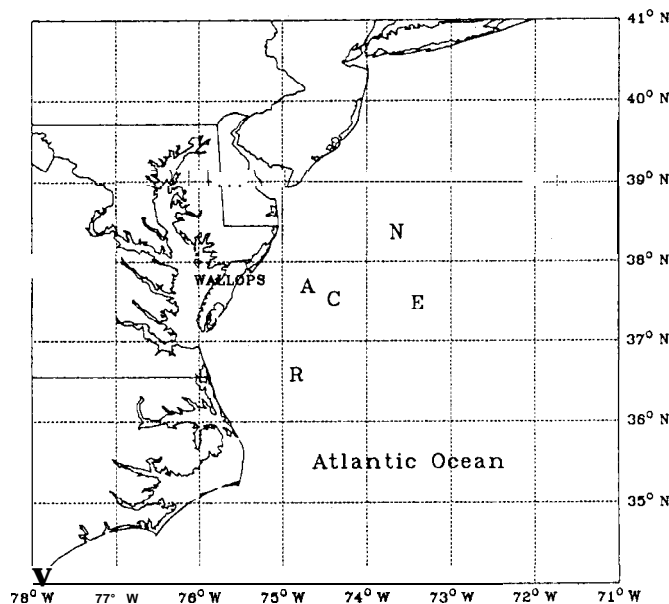 41° N
40° N
39° N
N
38° N
WALLOPS
A
C
E
37° N
R
36° N
Atlantic Ocean
35° N
V
78° W 77° W 76° W 75° W 74° W 73° W 72° W 71° W